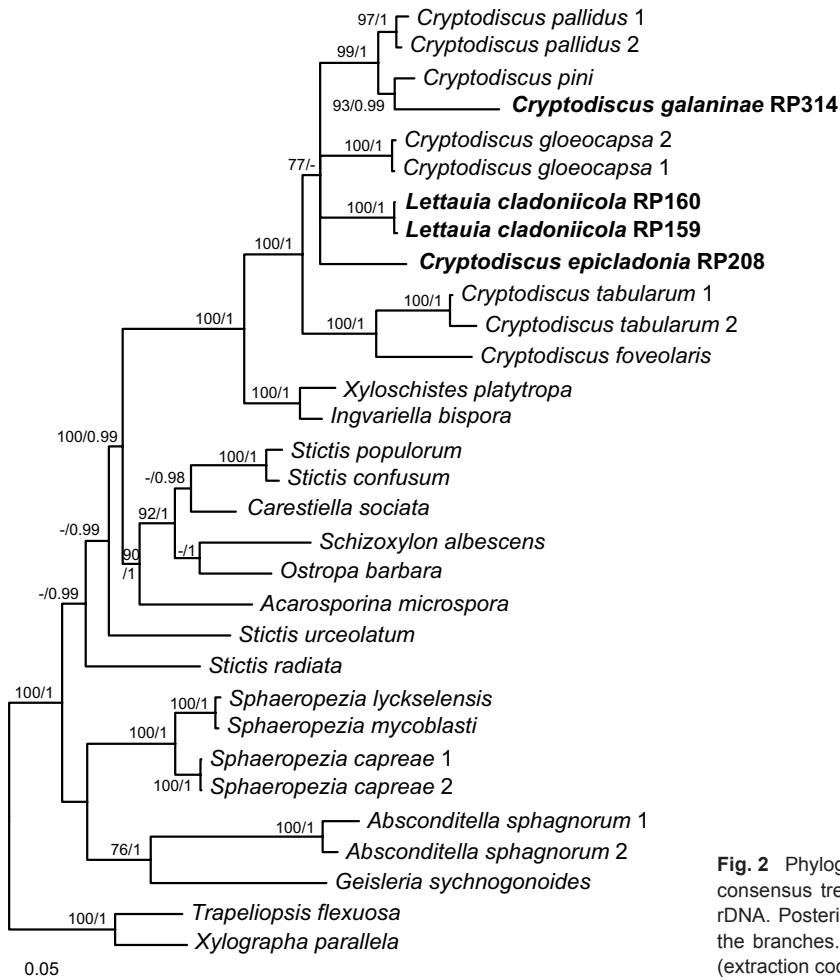 97/1
Cryptodiscus pallidus 1
Cryptodiscus pallidus 2
99/1
Cryptodiscus pini
93/0.99
Cryptodiscus galaninae RP314
Cryptodiscus gloeocapsa 2
100/1
Cryptodiscus gloeocapsa 1
77/-
Lettauia cladoniicola RP160
100/1
Lettauia cladoniicola RP159
Cryptodiscus epicladonia RP208
100/1
Cryptodiscus tabularum 1
100/1
Cryptodiscus tabularum 2
100/1
Cryptodiscus foveolaris
100/1
Xyloschistes platytropa
100/1
Ingvariella bispora
100/0.99
Stictis populorum
100/1
Stictis confusum
-/0.98
Carestiella sociata
92/1
Schizoxylon albescens
-/1
Ostropa barbara
90
/1
Acarosporina microspora
-/0.99
Stictis urceolatum
-/0.99
Stictis radiata
100/1
Sphaeropezia lyckselensis
100/1
Sphaeropezia mycoblasti
100/1
Sphaeropezia capreae 1
100/1
Sphaeropezia capreae 2
Absconditella sphagnorum 1
100/1
Absconditella sphagnorum 2
76/1
Geisleria sychnogonoides
Trapeliopsis flexuosa
100/1
Xylographa parallela
0.05
Fig. 2 Phylog
consensus tre
rDNA. Posteri
the branches.
(extraction coc